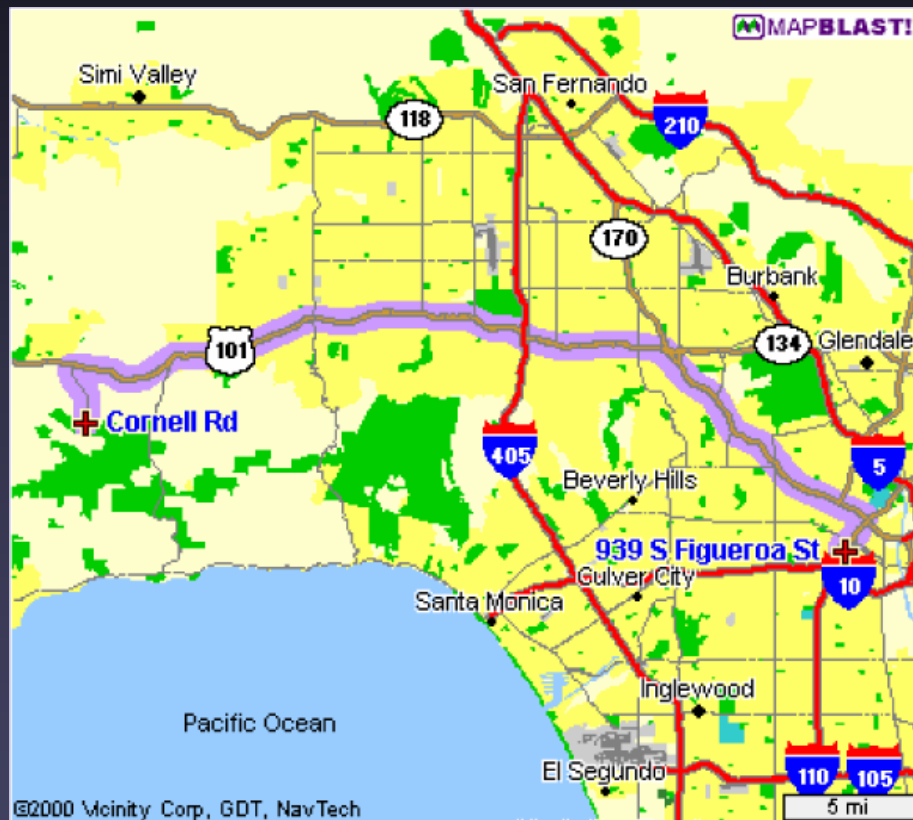 MAPBLAST!
Simi Valley
San Fernando
118
210
170
Burbank
101
134
Glendale
Cornell Rd
405
5
Beverly Hills
939 S Figueroa St
Culver City
10
Santa Monica
Inglewood
Pacific Ocean
El Segundo
110
105
©2000 Vicinity Corp, GDT, NavTech
5 mi